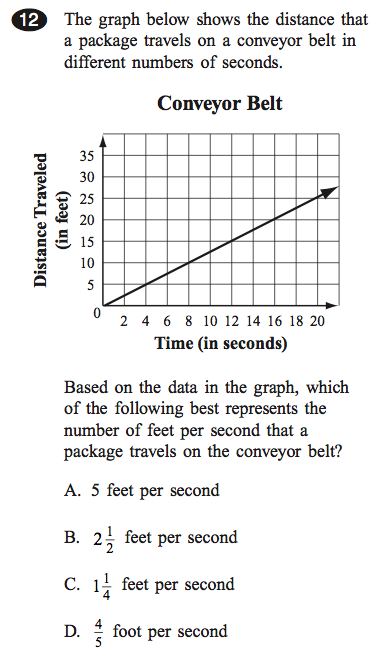 12 The graph below shows the distance that
a package travels on a conveyor belt in
different numbers of seconds.
Conveyor Belt
Distance Traveled
(in feet)
35
30
25
20
15
10
5
0
2 4 6 8 10 12 14 16 18 20
Time (in seconds)
Based on the data in the graph, which
of the following best represents the
number of feet per second that a
package travels on the conveyor belt?
A. 5 feet per second
B. 2 1/2 feet per second
C. 1 1/4 feet per second
D. 4/5 foot per second